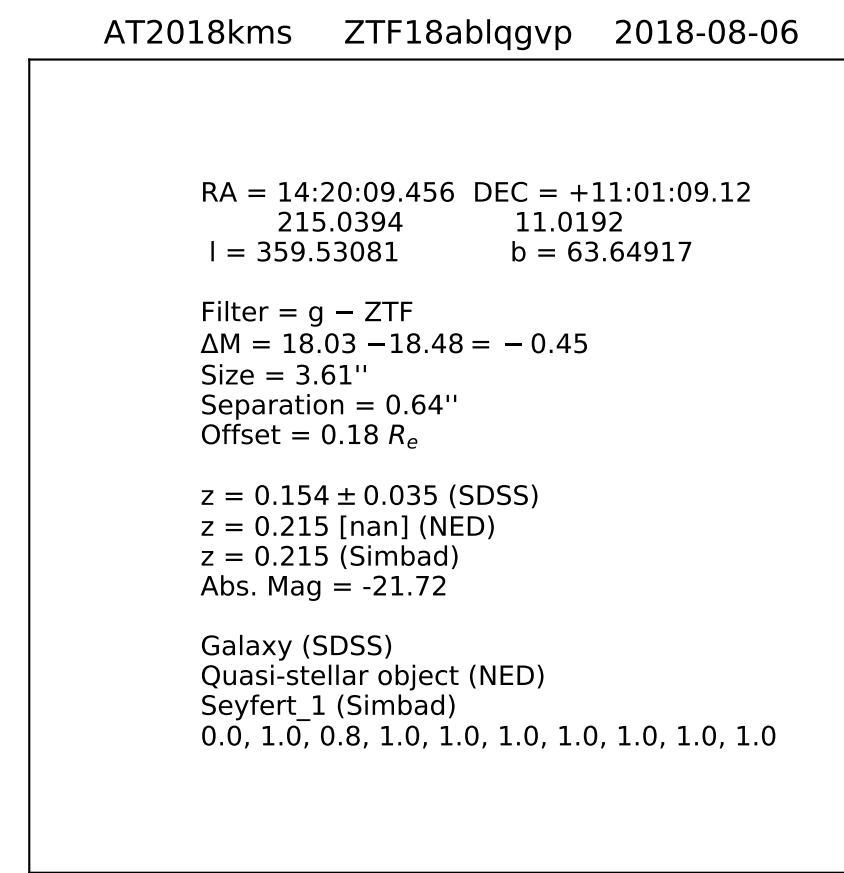 AT2018kms ZTF18ablqgvp 2018-08-06
RA = 14:20:09.456 DEC = +11:01:09.12
215.0394 11.0192
l = 359.53081 b = 63.64917
Filter = g − ZTF
ΔM = 18.03 −18.48 = − 0.45
Size = 3.61''
Separation = 0.64''
Offset = 0.18 Re
z = 0.154 ± 0.035 (SDSS)
z = 0.215 [nan] (NED)
z = 0.215 (Simbad)
Abs. Mag = -21.72
Galaxy (SDSS)
Quasi-stellar object (NED)
Seyfert_1 (Simbad)
0.0, 1.0, 0.8, 1.0, 1.0, 1.0, 1.0, 1.0, 1.0, 1.0